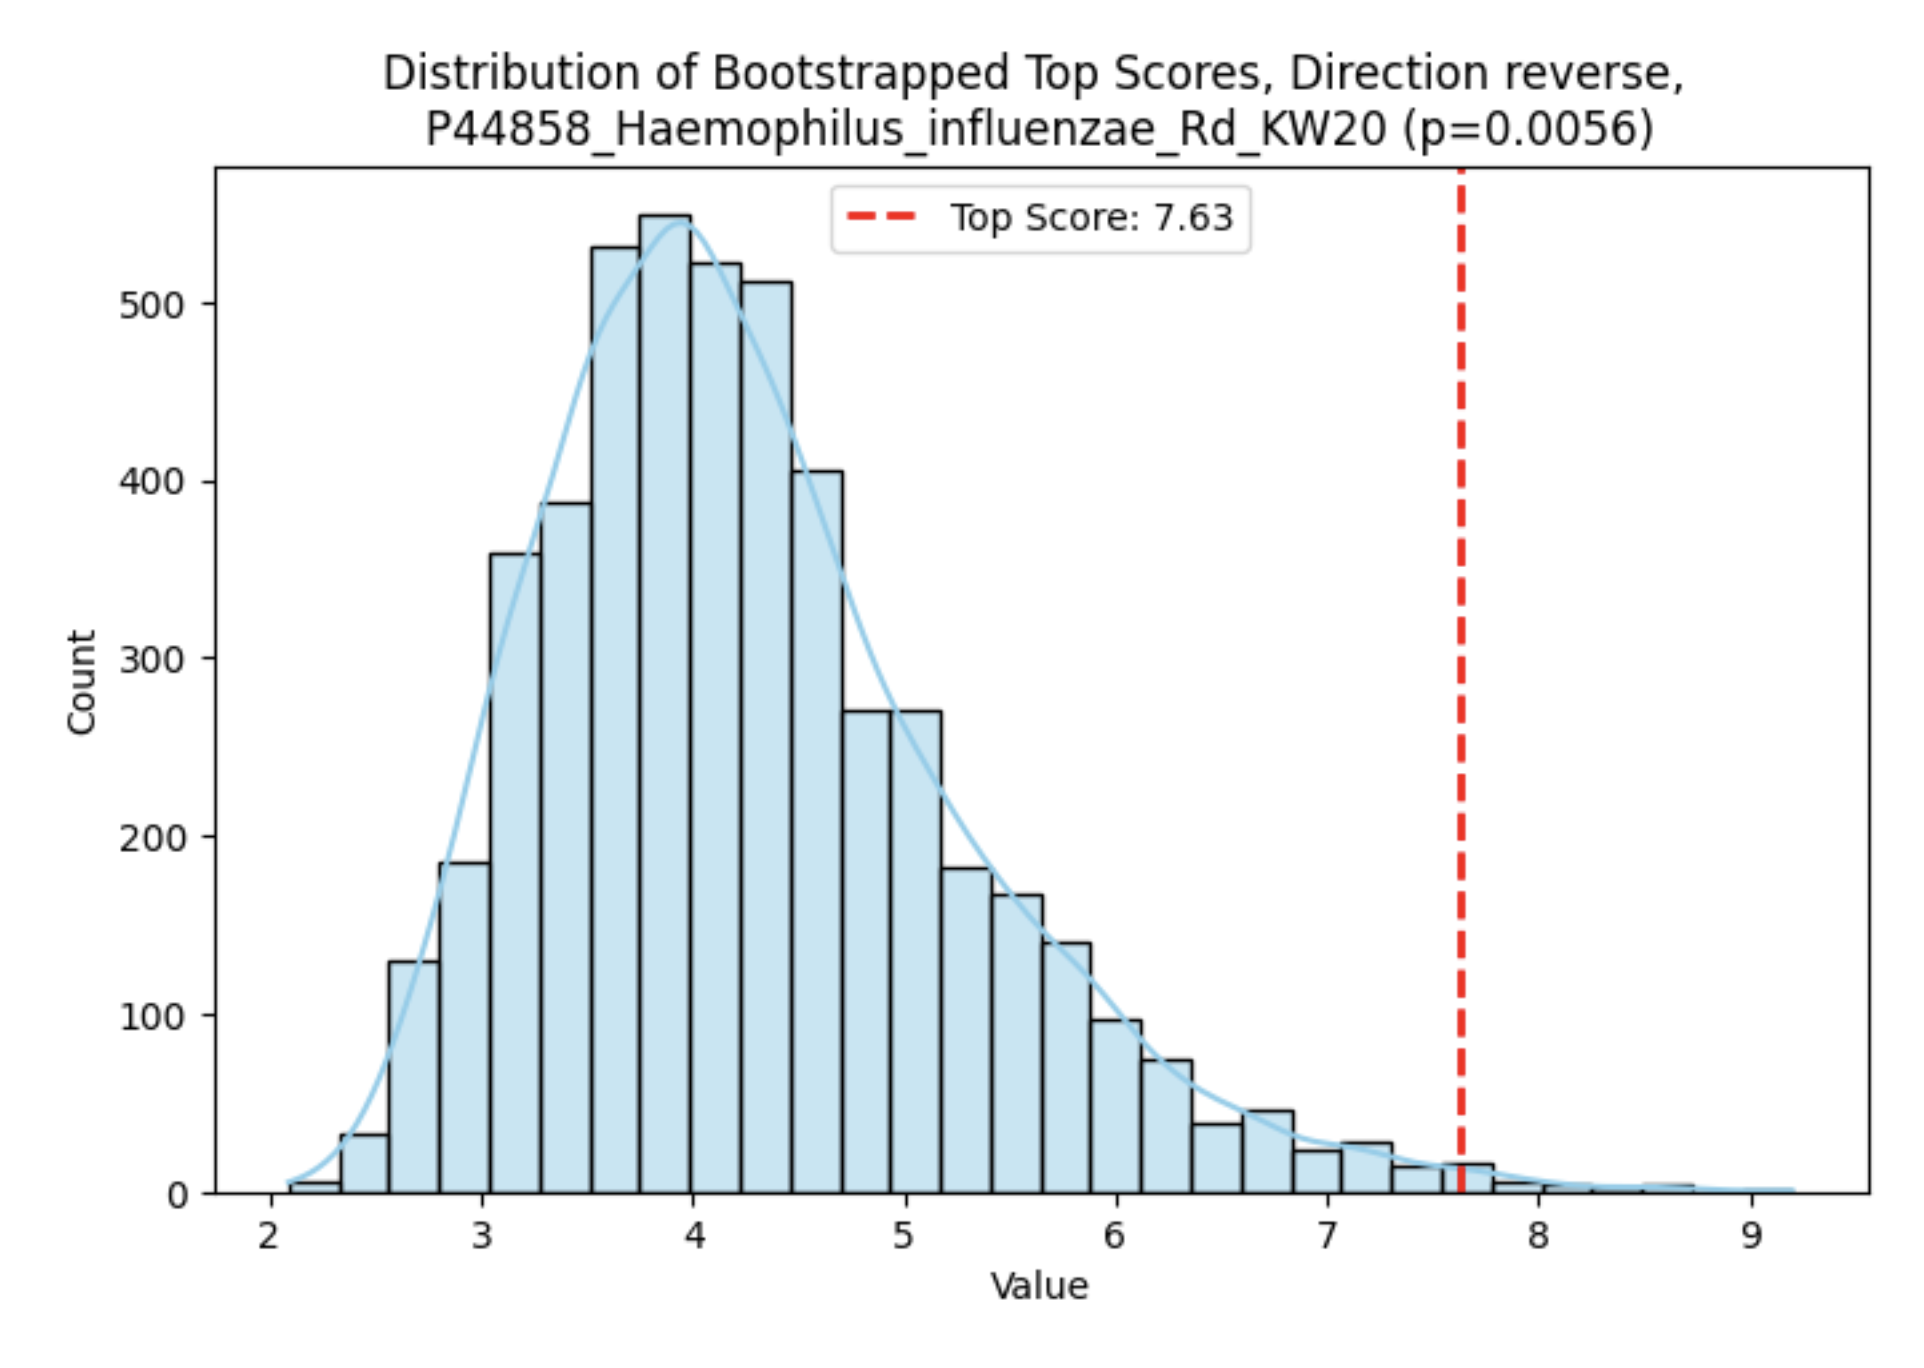 Distribution of Bootstrapped Top Scores, Direction reverse,
P44858_Haemophilus_influenzae_Rd_KW20 (p=0.0056)
Top Score: 7.63
Count
500
400
300
200
100
0
2 3 4 5 6 7 8 9
Value